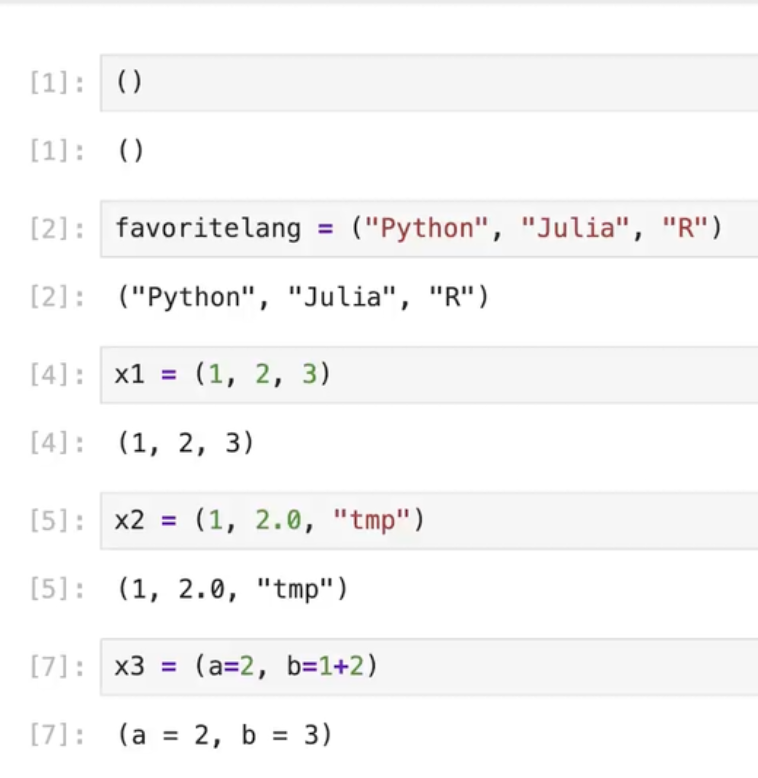 [1]: ()
[1]: ()
[2]: favoritelang = ("Python", "Julia", "R")
[2]: ("Python", "Julia", "R")
[4]: x1 = (1, 2, 3)
[4]: (1, 2, 3)
[5]: x2 = (1, 2.0, "tmp")
[5]: (1, 2.0, "tmp")
[7]: x3 = (a=2, b=1+2)
[7]: (a = 2, b = 3)